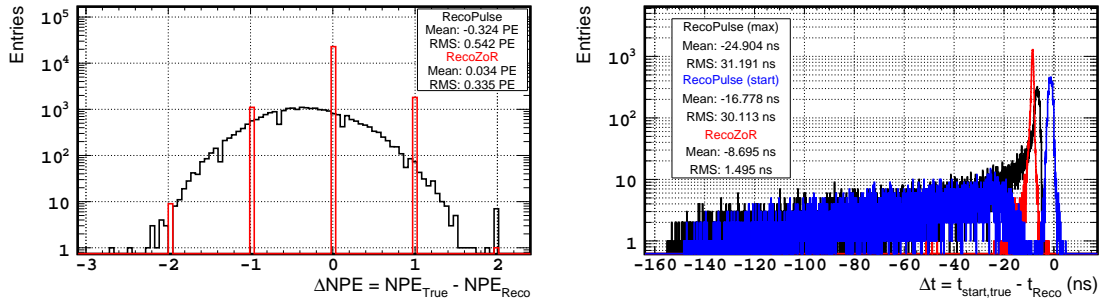 Entries
10^5
10^4
10^3
10^2
10
1
RecoPulse
Mean: -0.324 PE
RMS: 0.542 PE
RecoZoR
Mean: 0.034 PE
RMS: 0.335 PE
-3 -2 -1 0 1 2
ΔNPE = NPE_True - NPE_Reco
Entries
10^3
10^2
10
1
RecoPulse (max)
Mean: -24.904 ns
RMS: 31.191 ns
RecoPulse (start)
Mean: -16.778 ns
RMS: 30.113 ns
RecoZoR
Mean: -8.695 ns
RMS: 1.495 ns
-160 -140 -120 -100 -80 -60 -40 -20 0
Δt = t_start,true - t_Reco (ns)